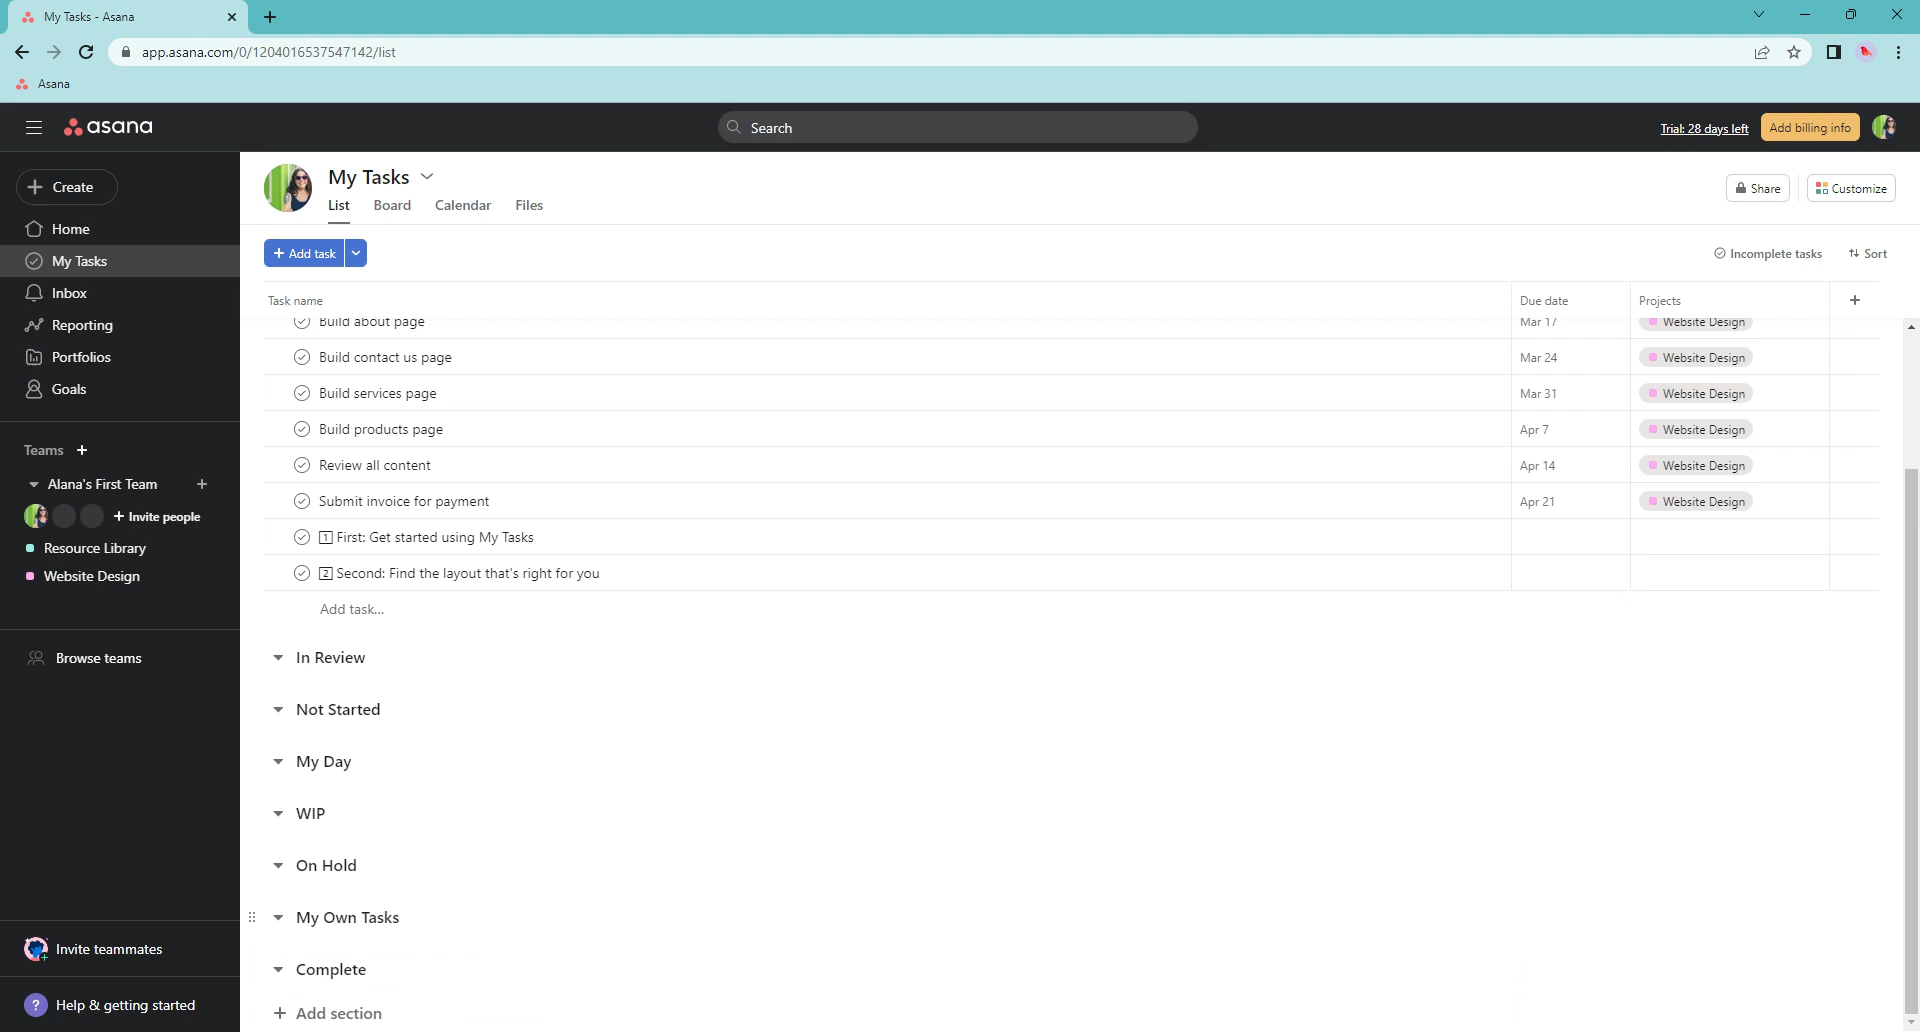 My Tasks - Asana
app.asana.com/0/1204016537547142/list
Asana
asana
Search
Trial: 28 days left
Add billing info
Create
Home
My Tasks
Inbox
Reporting
Portfolios
Goals
Teams +
Alana's First Team +
+ Invite people
Resource Library
Website Design
Browse teams
Invite teammates
? Help & getting started
My Tasks
List Board Calendar Files
Share
Customize
+ Add task
Incomplete tasks
Sort
Task name Due date Projects +
Build about page Mar 17 Website Design
Build contact us page Mar 24 Website Design
Build services page Mar 31 Website Design
Build products page Apr 7 Website Design
Review all content Apr 14 Website Design
Submit invoice for payment Apr 21 Website Design
1 First: Get started using My Tasks
2 Second: Find the layout that's right for you
Add task...
In Review
Not Started
My Day
WIP
On Hold
My Own Tasks
Complete
+ Add section